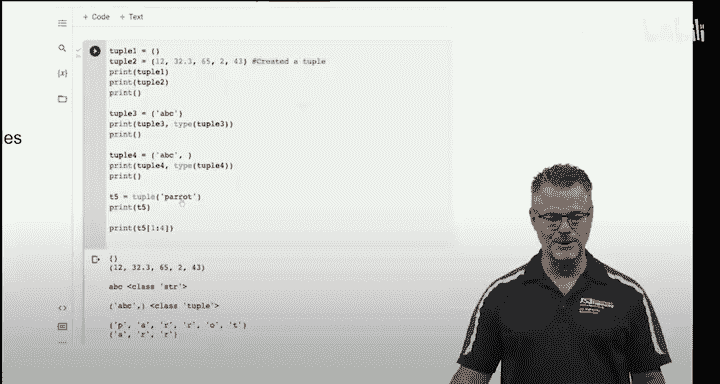 + Code + Text
es
{x}
tuple1 = ()
tuple2 = (12, 32.3, 65, 2, 43) #Created a tuple
print(tuple1)
print(tuple2)
print()
tuple3 = ('abc')
print(tuple3, type(tuple3))
print()
tuple4 = ('abc', )
print(tuple4, type(tuple4))
print()
t5 = tuple('parrot')
print(t5)
print(t5[1:4])
()
(12, 32.3, 65, 2, 43)
abc <class 'str'>
('abc',) <class 'tuple'>
('p', 'a', 'r', 'r', 'o', 't')
('a', 'r', 'r')